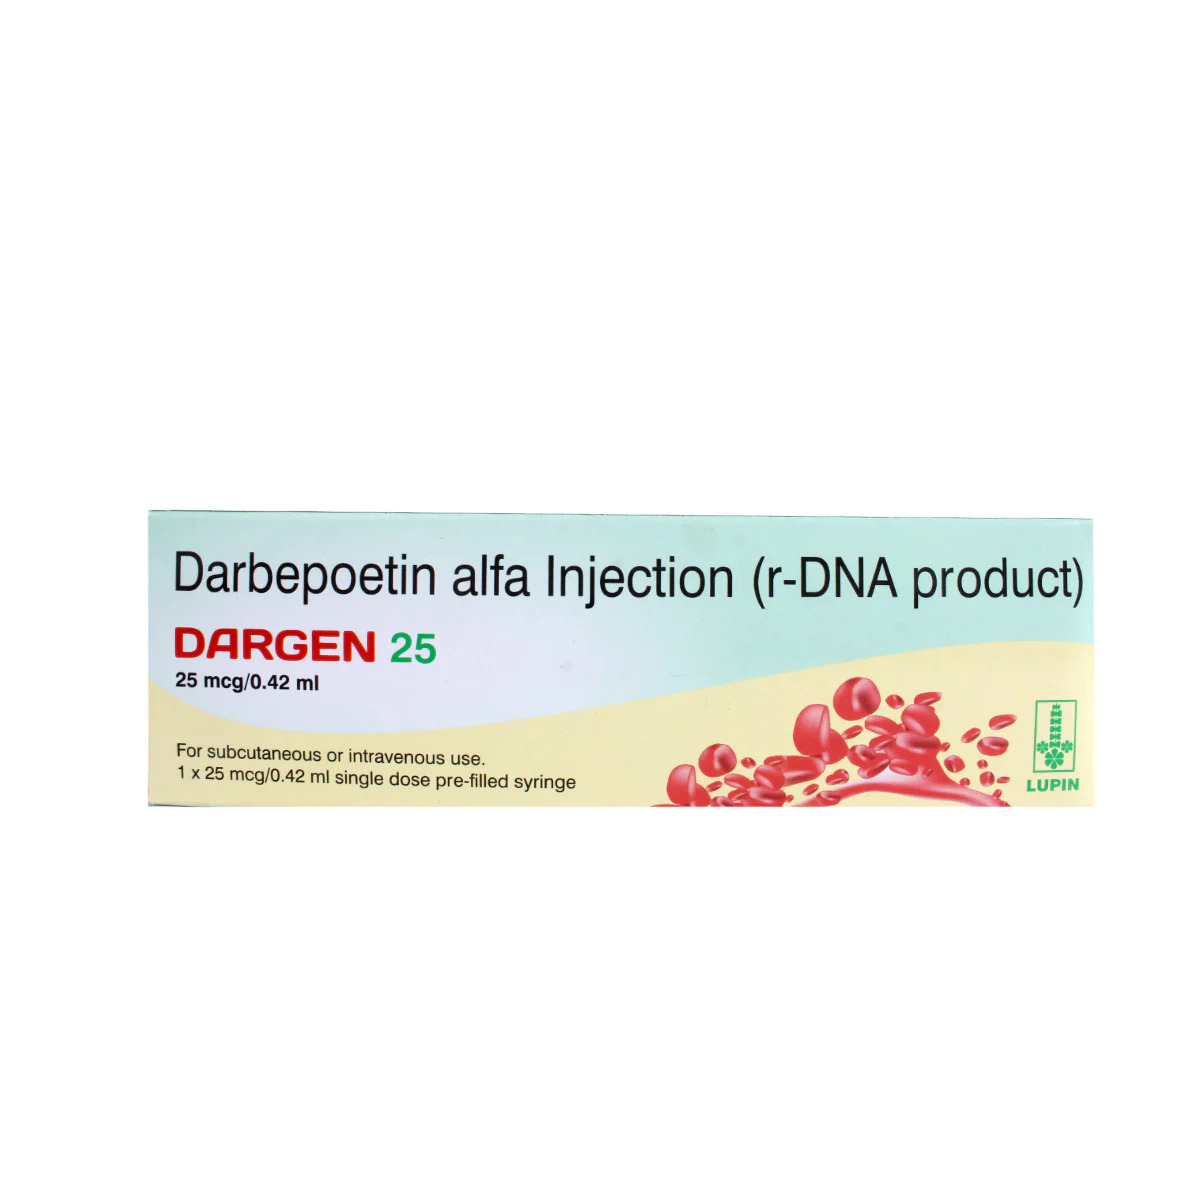 Darbepoetin alfa Injection (r-DNA product)
DARGEN 25
25 mcg/0.42 ml
For subcutaneous or intravenous use.
1 x 25 mcg/0.42 ml single dose pre-filled syringe
LUPIN